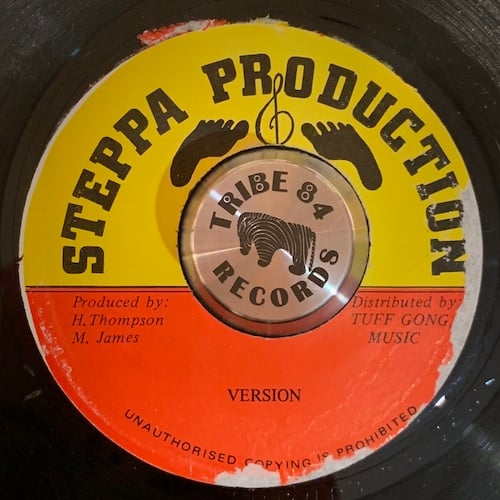 STEPPA PRODUCTION
TRIBE 84
RECORDS
Produced by:
H. Thompson
M. James
Distributed by:
TUFF GONG
MUSIC
VERSION
UNAUTHORISED COPYING IS PROHIBITED